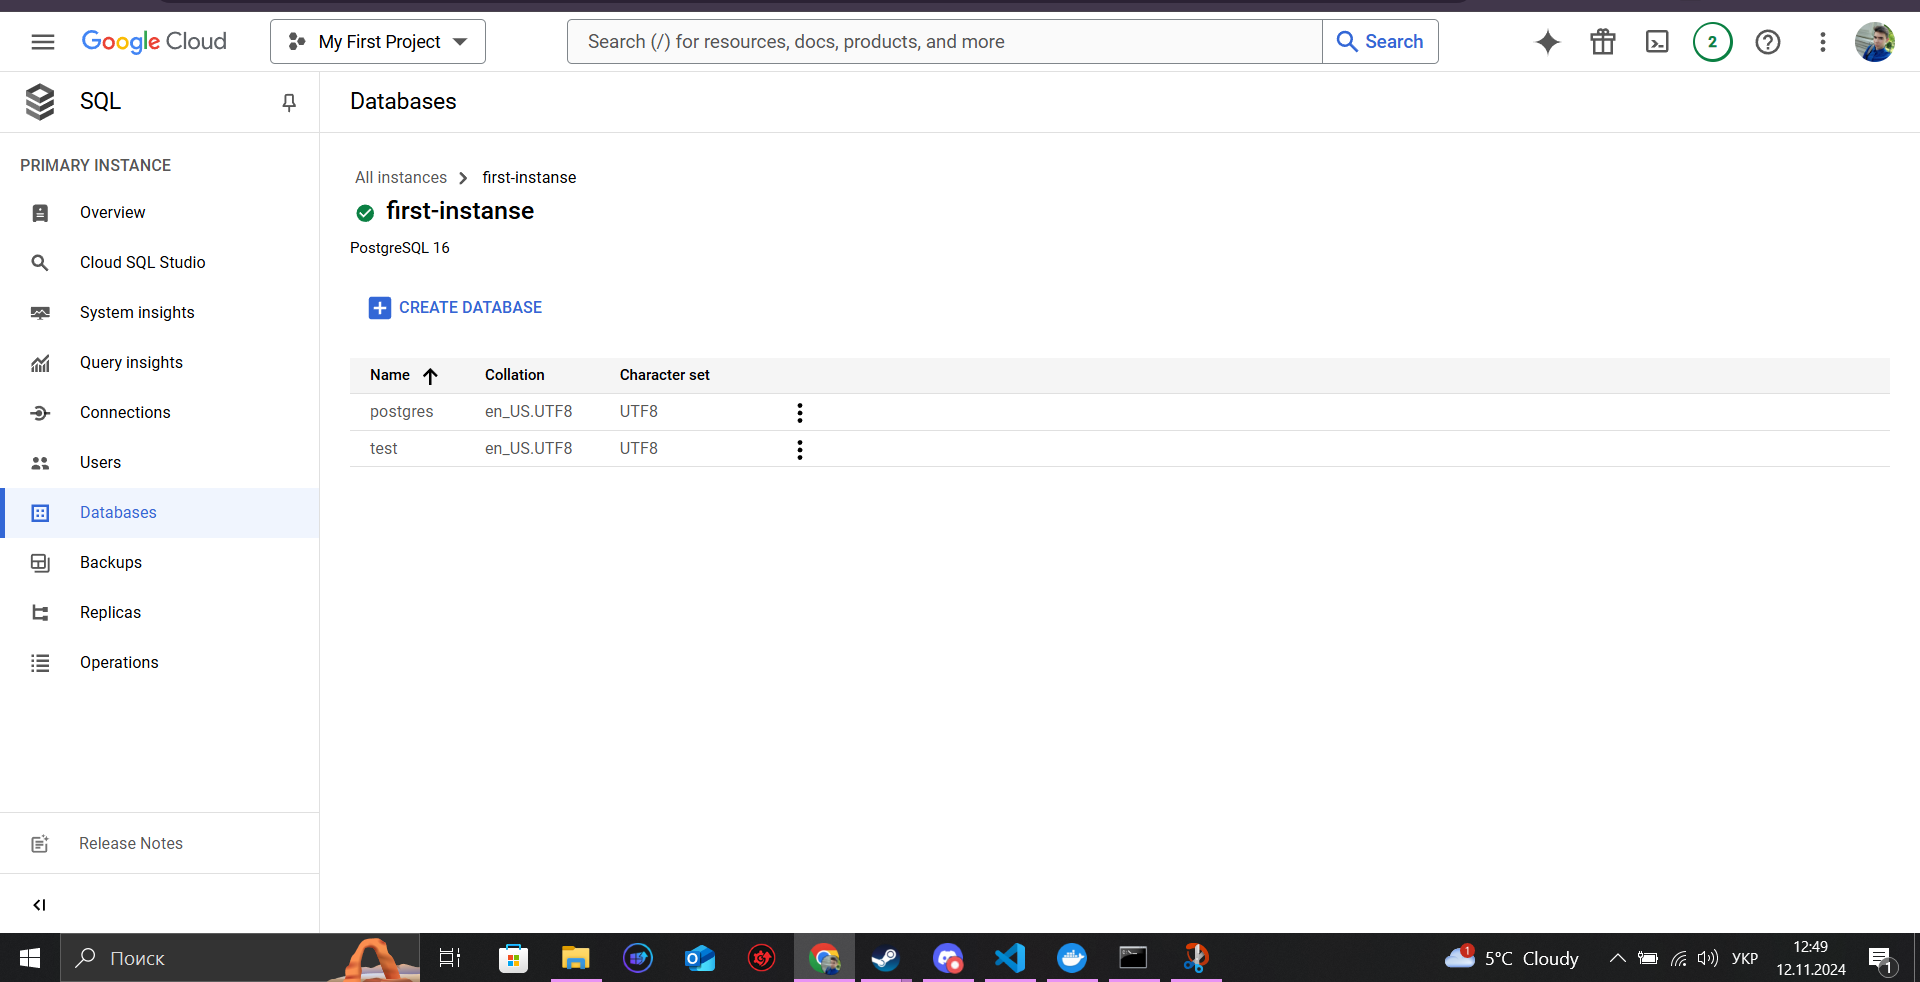 Google Cloud
My First Project
Search (/) for resources, docs, products, and more
Search
2
SQL
Databases
PRIMARY INSTANCE
Overview
Cloud SQL Studio
System insights
Query insights
Connections
Users
Databases
Backups
Replicas
Operations
Release Notes
All instances
first-instanse
first-instanse
PostgreSQL 16
CREATE DATABASE
Name Collation Character set
postgres en_US.UTF8 UTF8
test en_US.UTF8 UTF8
Поиск
1
5°C Cloudy
УКР
12:49
12.11.2024
1